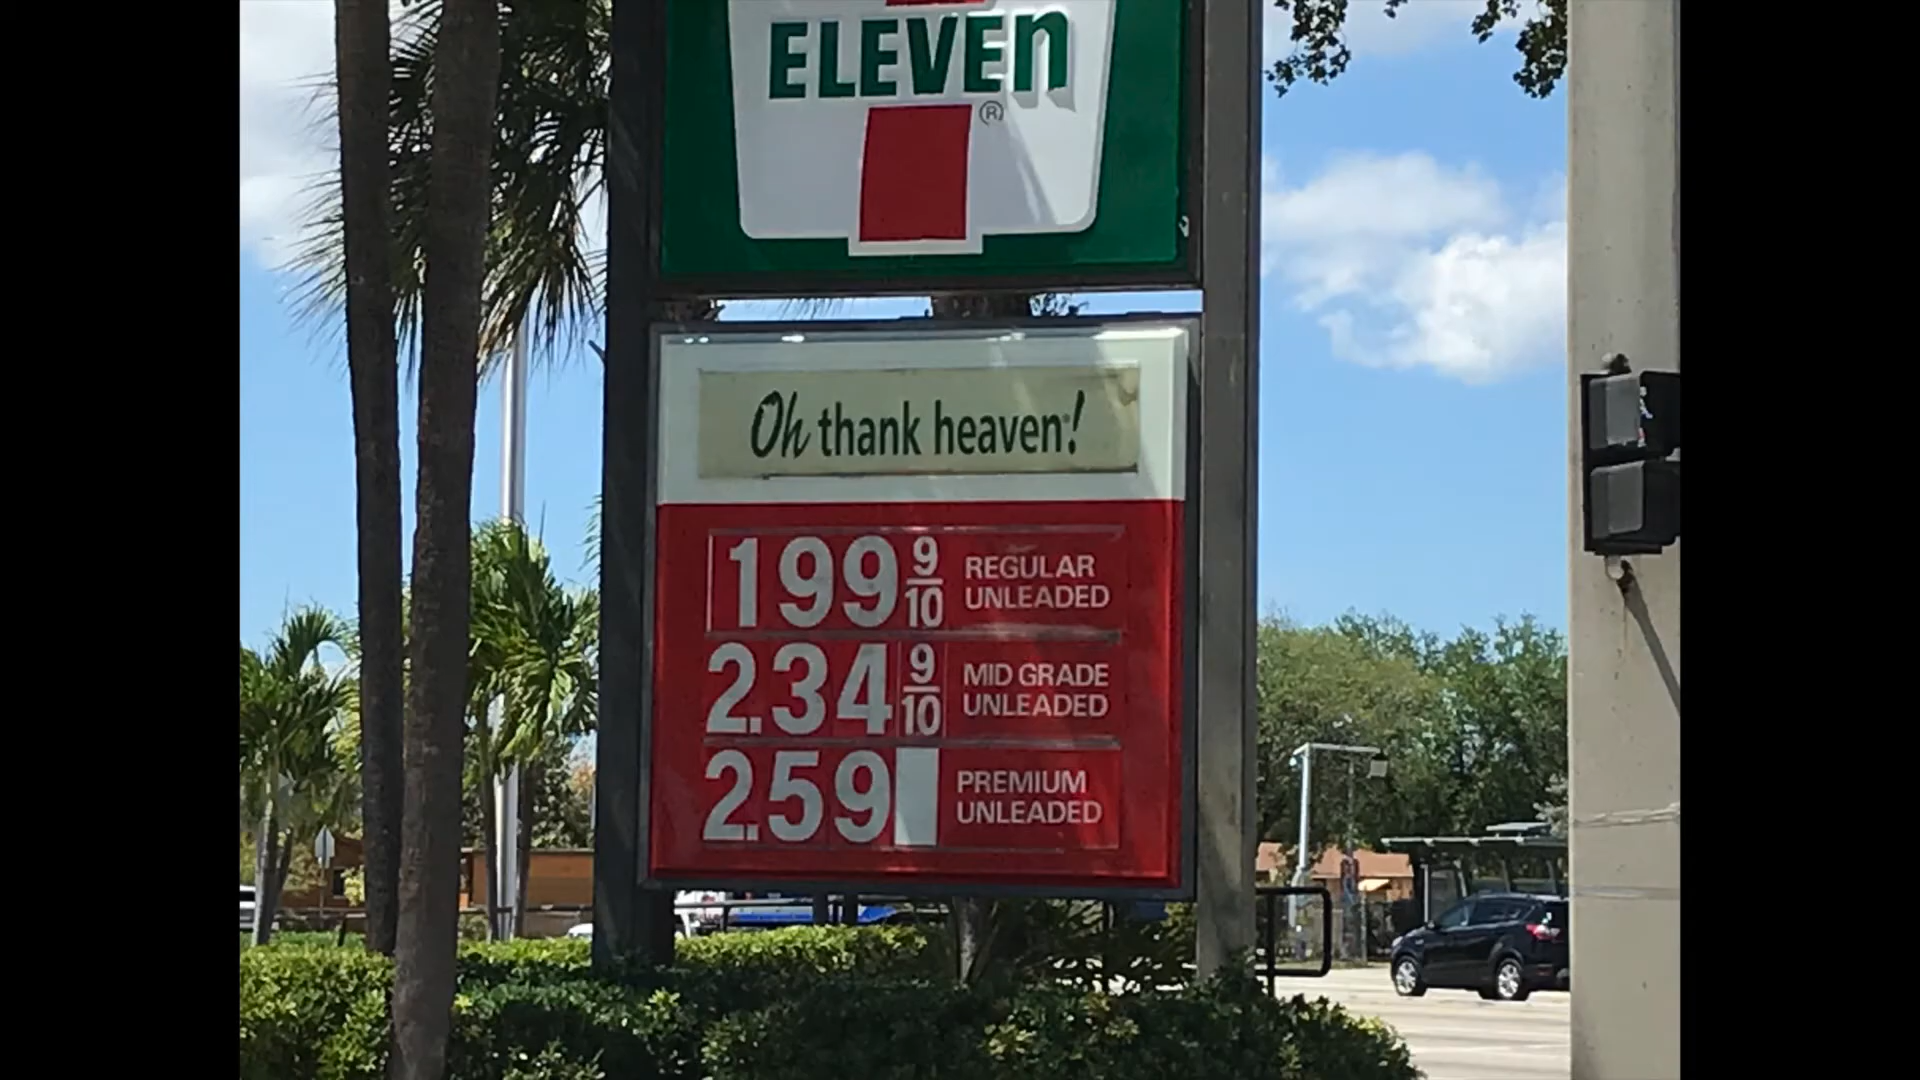 ELEVEn
®
Oh thank heaven!
199 9/10 REGULAR UNLEADED
2.34 9/10 MID GRADE UNLEADED
2.59 PREMIUM UNLEADED